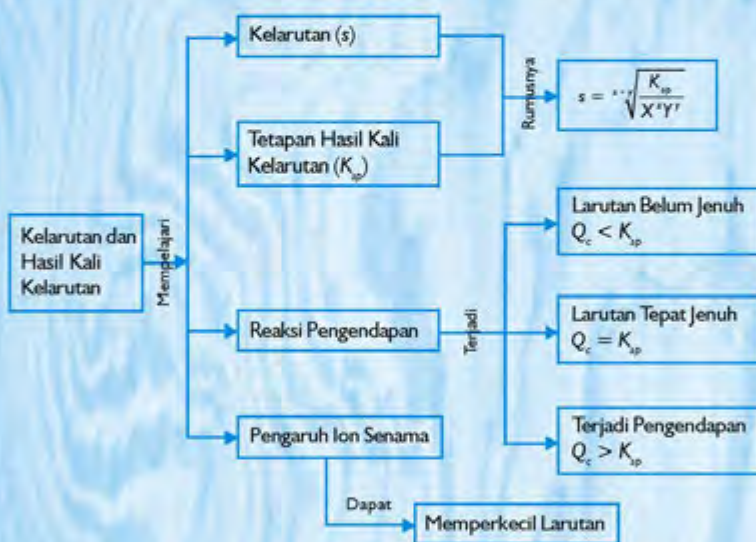 Kelarutan dan
Hasil Kali
Kelarutan
Mempelajari
Kelarutan (s)
Tetapan Hasil Kali
Kelarutan (Ksp)
Rumusnya
s = ˣ⁺ʸ√(Ksp / XˣYʸ)
Reaksi Pengendapan
Terjadi
Larutan Belum Jenuh
Qc < Ksp
Larutan Tepat Jenuh
Qc = Ksp
Terjadi Pengendapan
Qc > Ksp
Pengaruh Ion Senama
Dapat
Memperkecil Larutan